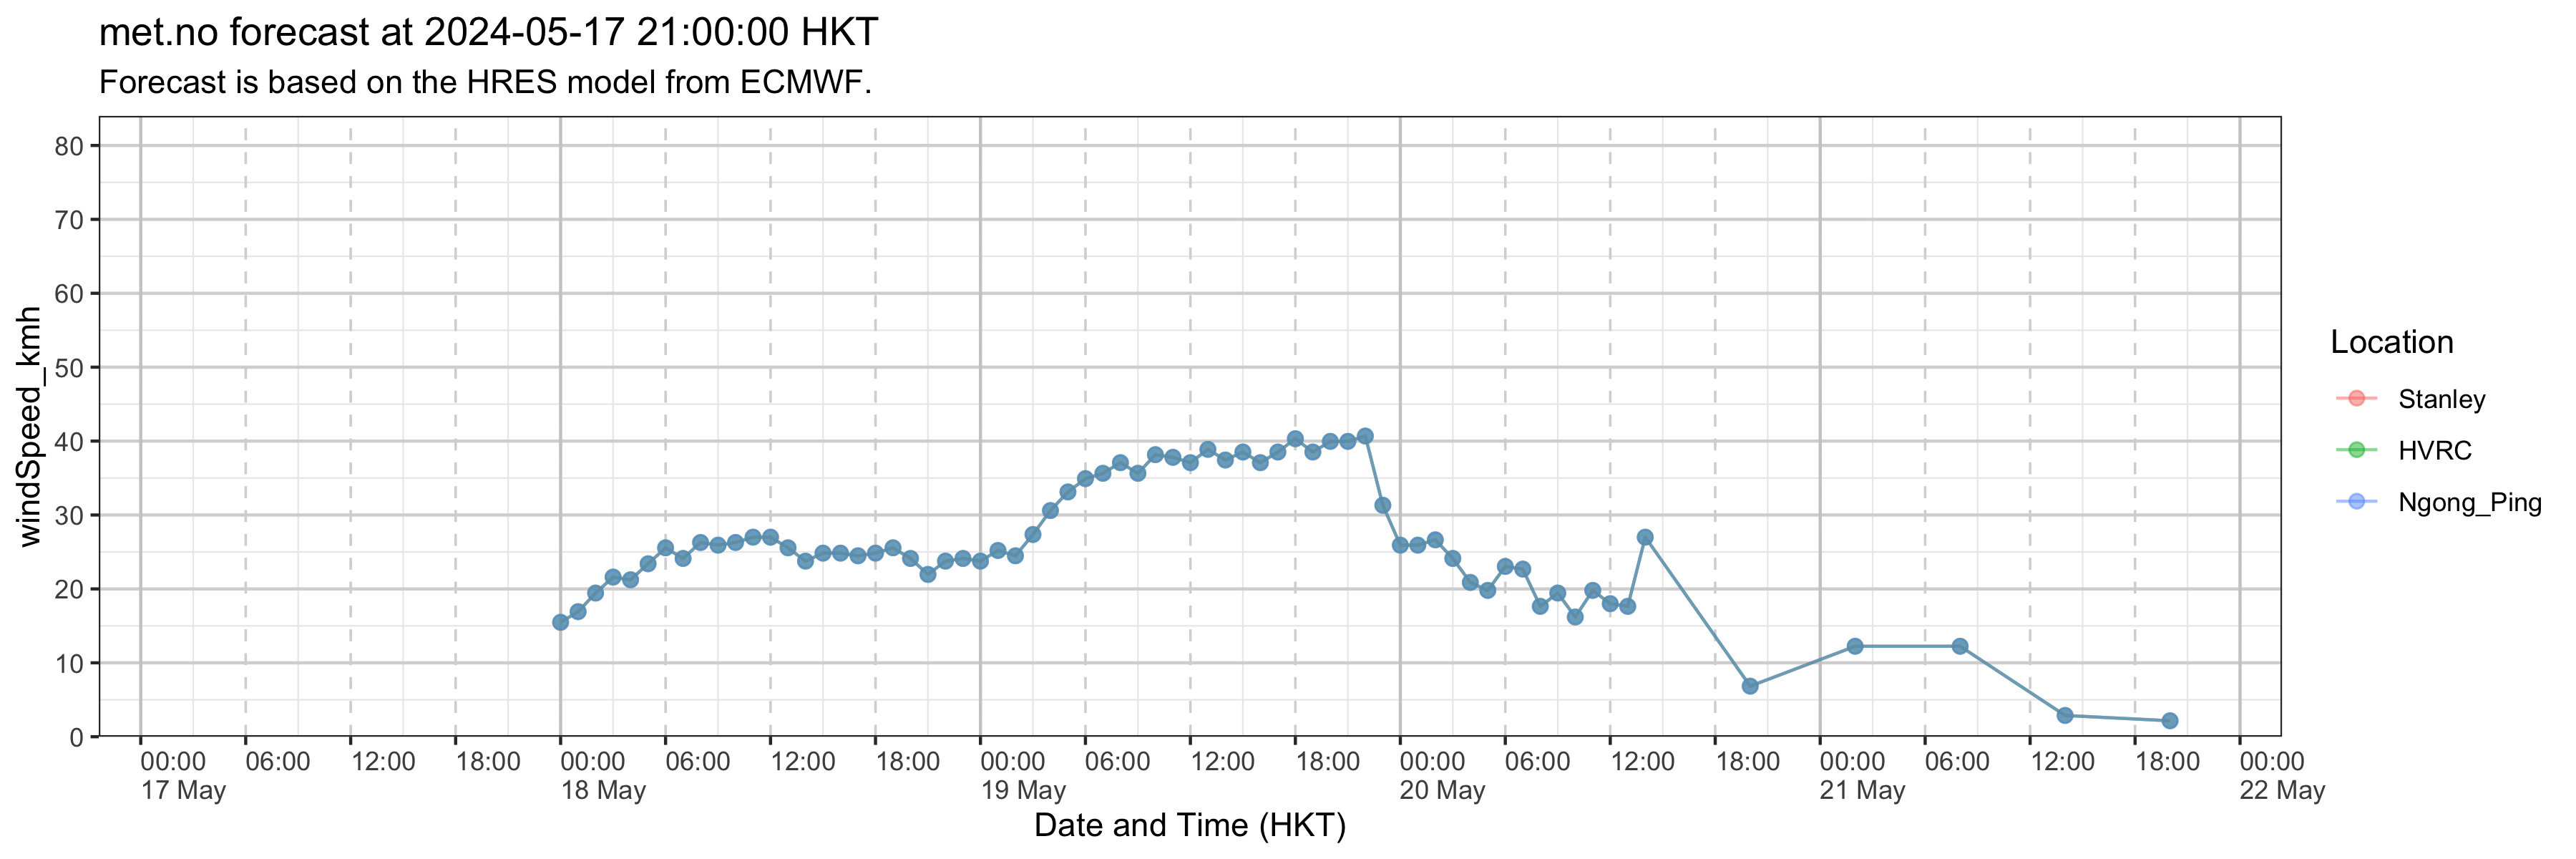 met.no forecast at 2024-05-17 21:00:00 HKT
Forecast is based on the HRES model from ECMWF.
windSpeed_kmh
80
70
60
50
40
30
20
10
0
00:00 06:00 12:00 18:00 00:00 06:00 12:00 18:00 00:00 06:00 12:00 18:00 00:00 06:00 12:00 18:00 00:00 06:00 12:00 18:00 00:00
17 May 18 May 19 May 20 May 21 May 22 May
Date and Time (HKT)
Location
Stanley
HVRC
Ngong_Ping